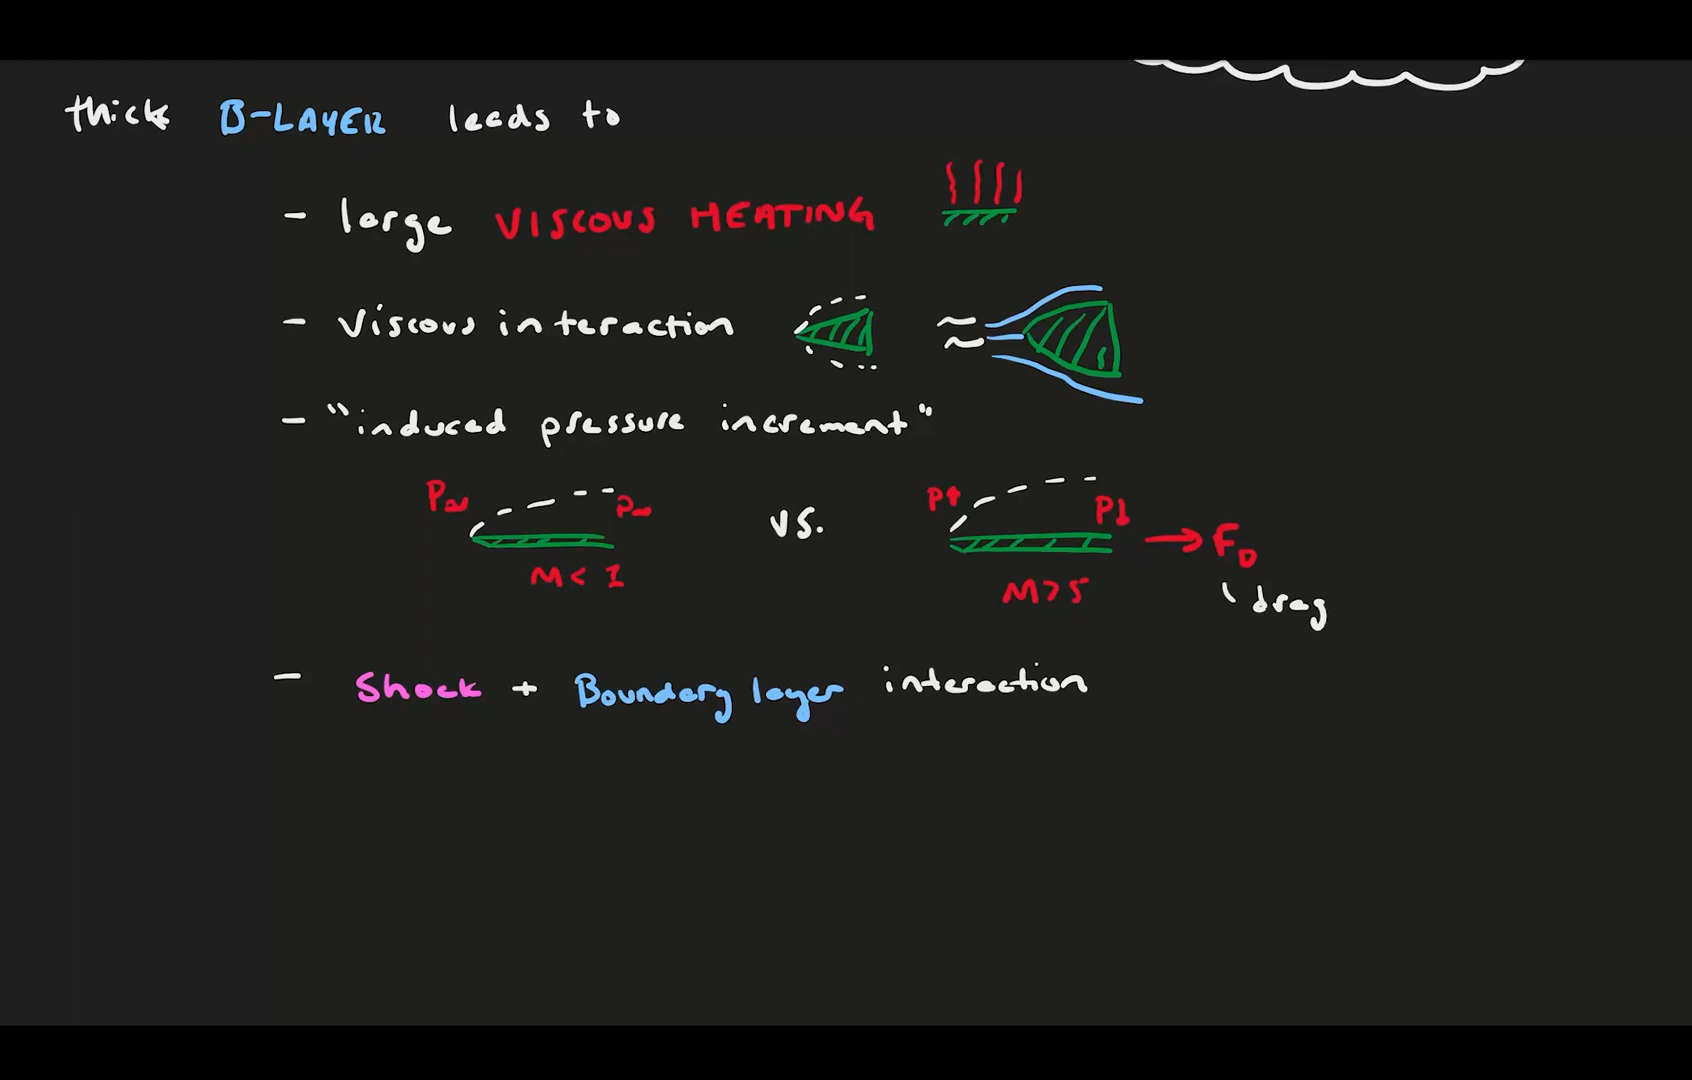 thick B-LAYER leads to
- large VISCOUS HEATING
- Viscous interaction ≈
- "induced pressure increment"
P∞ P∞ vs. P↑ P↓ → FD
M < 1 M > 5 drag
- Shock + Boundary layer interaction